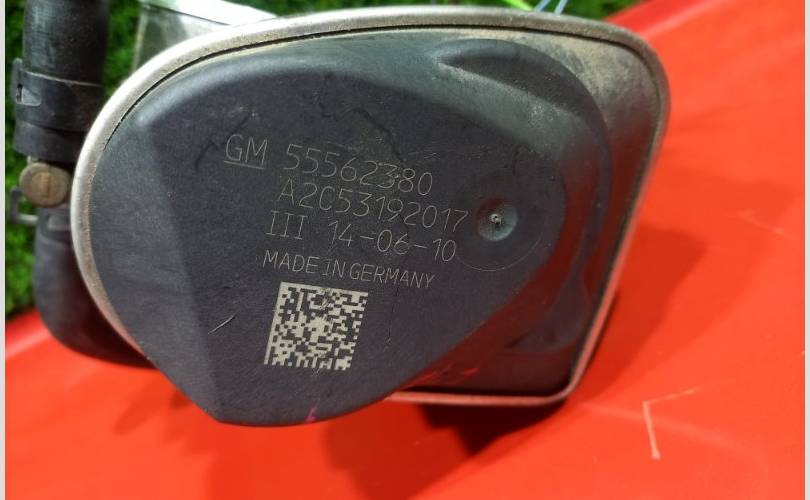 GM 55562380
A2C53192017
III 14-06-10
MADE IN GERMANY